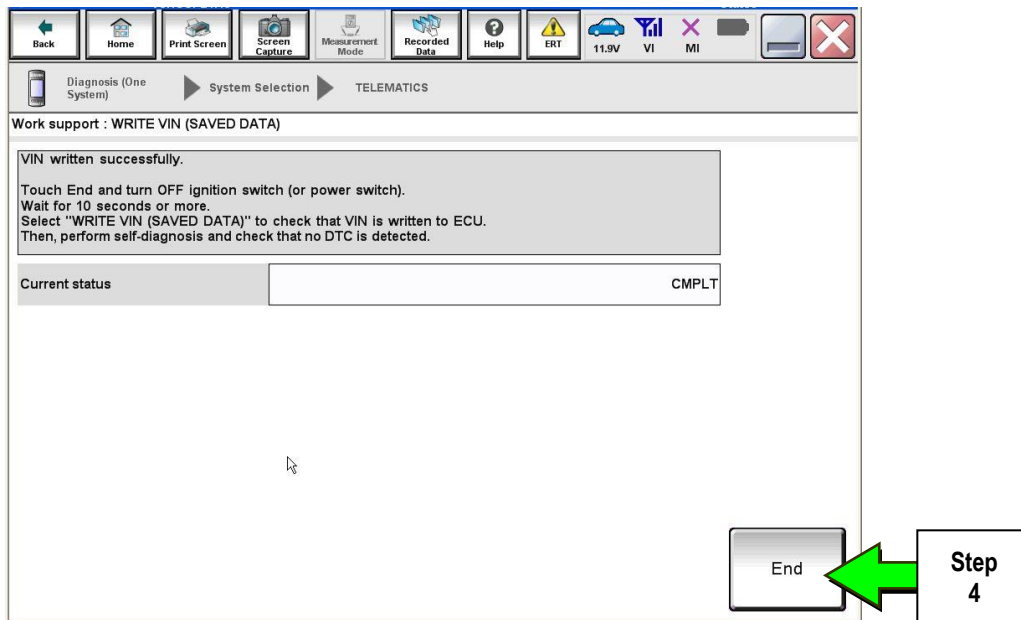 Back
Home
Print Screen
Screen Capture
Measurement Mode
Recorded Data
Help
ERT
11.9V
VI
MI
Diagnosis (One System)
System Selection
TELEMATICS
Work support : WRITE VIN (SAVED DATA)
VIN written successfully.
Touch End and turn OFF ignition switch (or power switch).
Wait for 10 seconds or more.
Select "WRITE VIN (SAVED DATA)" to check that VIN is written to ECU.
Then, perform self-diagnosis and check that no DTC is detected.
Current status
CMPLT
End
Step
4